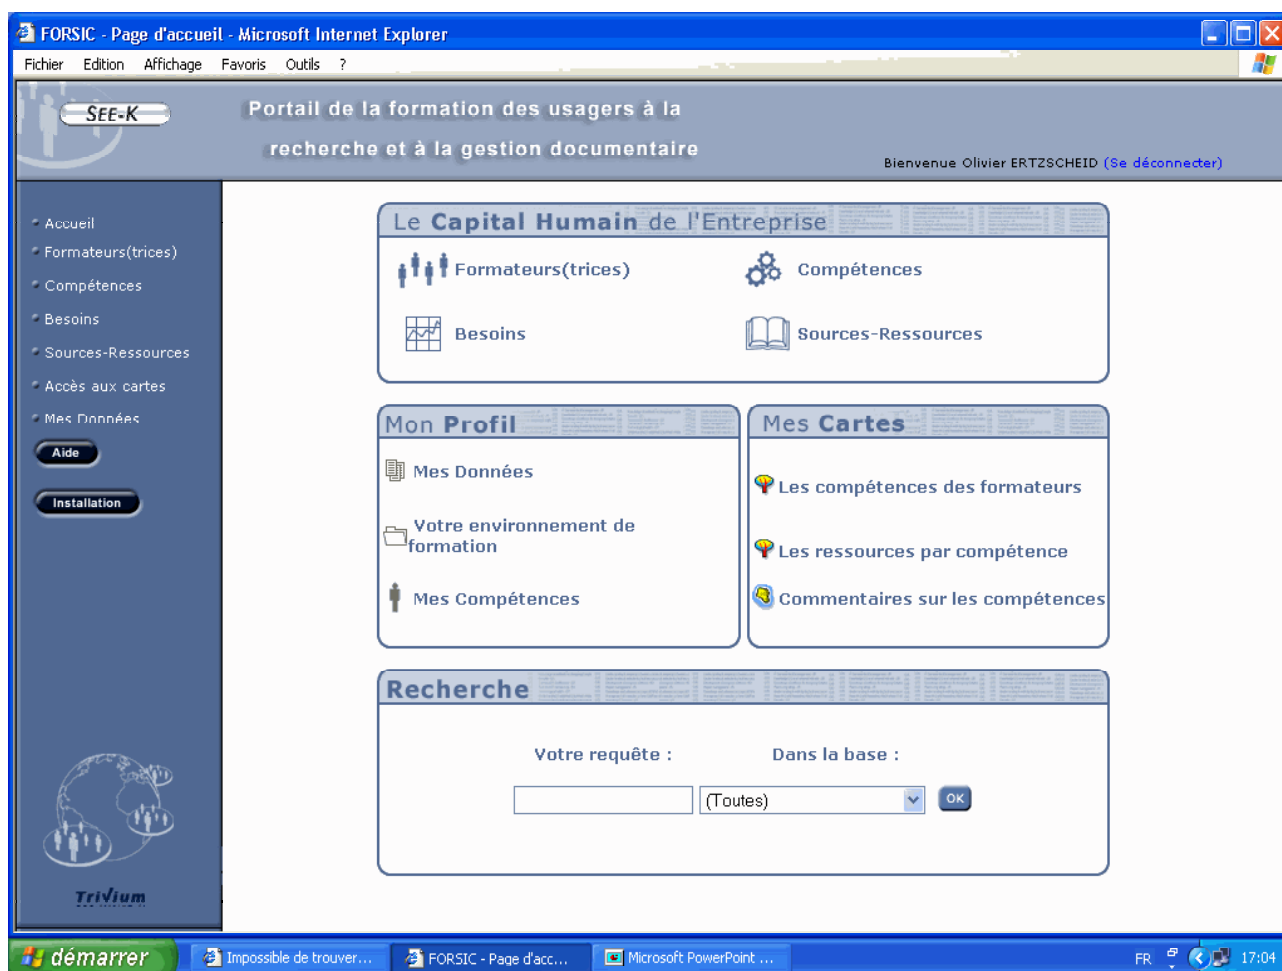 FORSIC - Page d'accueil - Microsoft Internet Explorer
Fichier Edition Affichage Favoris Outils ?
SEE-K
Portail de la formation des usagers à la
recherche et à la gestion documentaire
Bienvenue Olivier ERTZSCHEID (Se déconnecter)
Accueil
Formateurs(trices)
Compétences
Besoins
Sources-Ressources
Accès aux cartes
Mes Données
Aide
Installation
Trivium
Le Capital Humain de l'Entreprise
Formateurs(trices)
Compétences
Besoins
Sources-Ressources
Mon Profil
Mes Données
Votre environnement de
formation
Mes Compétences
Mes Cartes
Les compétences des formateurs
Les ressources par compétence
Commentaires sur les compétences
Recherche
Votre requête :
Dans la base :
(Toutes)
OK
démarrer
Impossible de trouver...
FORSIC - Page d'acc...
Microsoft PowerPoint ...
FR
17:04